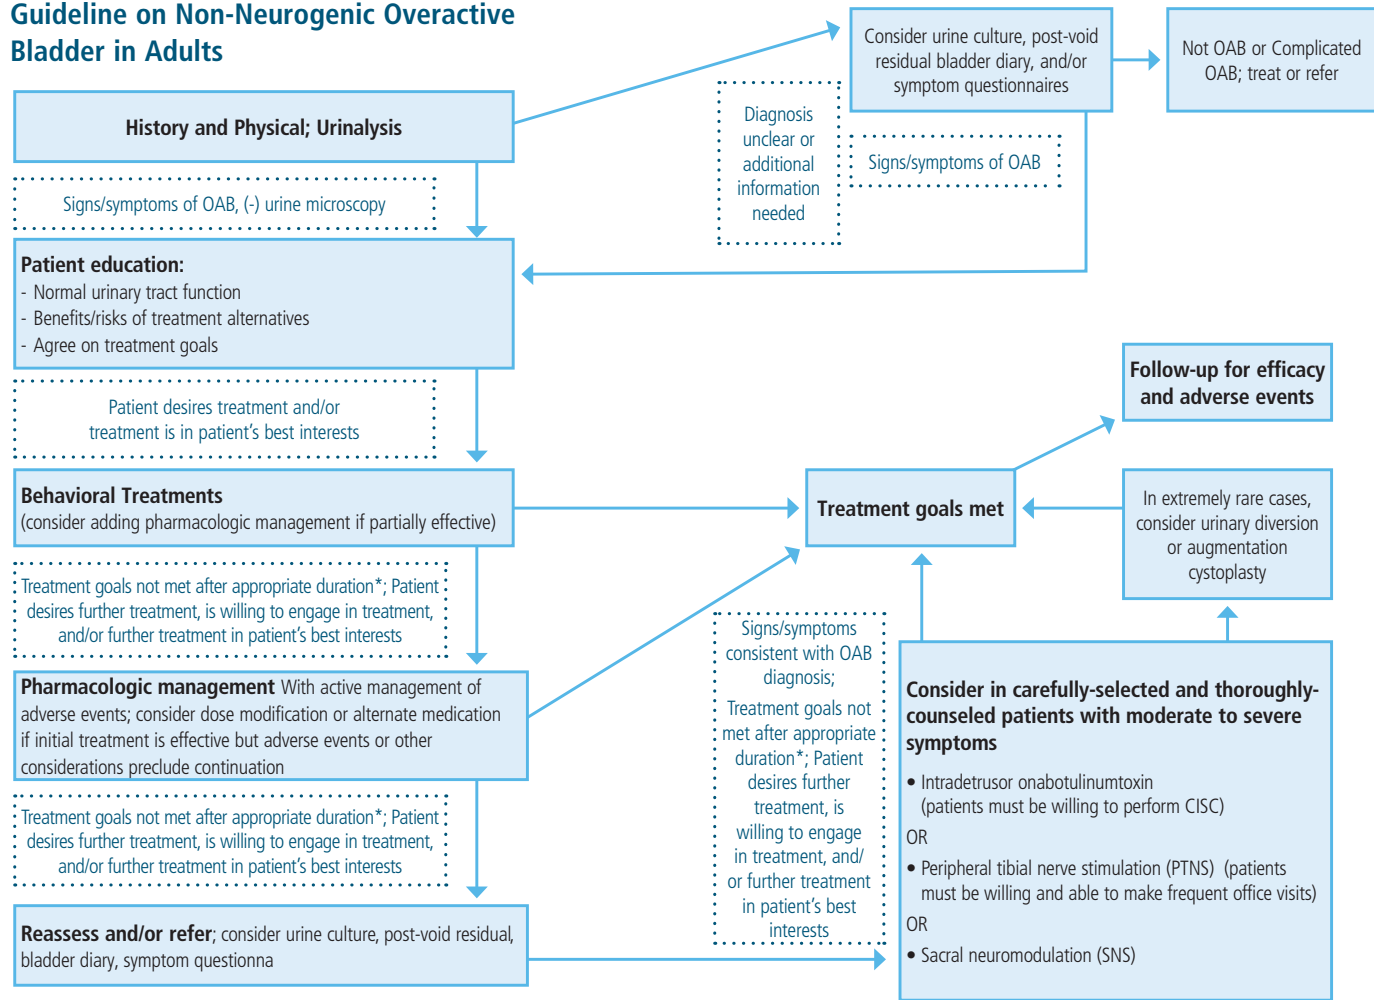 Guideline on Non-Neurogenic Overactive
Bladder in Adults
History and Physical; Urinalysis
Consider urine culture, post-void
residual bladder diary, and/or
symptom questionnaires
Not OAB or Complicated
OAB; treat or refer
Diagnosis
unclear or
additional
information
needed
Signs/symptoms of OAB
Signs/symptoms of OAB, (-) urine microscopy
Patient education:
- Normal urinary tract function
- Benefits/risks of treatment alternatives
- Agree on treatment goals
Patient desires treatment and/or
treatment is in patient's best interests
Behavioral Treatments
(consider adding pharmacologic management if partially effective)
Treatment goals not met after appropriate duration*; Patient
desires further treatment, is willing to engage in treatment,
and/or further treatment in patient's best interests
Pharmacologic management With active management of
adverse events; consider dose modification or alternate medication
if initial treatment is effective but adverse events or other
considerations preclude continuation
Treatment goals not met after appropriate duration*; Patient
desires further treatment, is willing to engage in treatment,
and/or further treatment in patient's best interests
Reassess and/or refer; consider urine culture, post-void residual,
bladder diary, symptom questionna
Signs/symptoms
consistent with OAB
diagnosis;
Treatment goals not
met after appropriate
duration*; Patient
desires further
treatment, is
willing to engage
in treatment, and/
or further treatment
in patient's best
interests
Consider in carefully-selected and thoroughly-
counseled patients with moderate to severe
symptoms
• Intradetrusor onabotulinumtoxin
(patients must be willing to perform CISC)
OR
• Peripheral tibial nerve stimulation (PTNS) (patients
must be willing and able to make frequent office visits)
OR
• Sacral neuromodulation (SNS)
In extremely rare cases,
consider urinary diversion
or augmentation
cystoplasty
Treatment goals met
Follow-up for efficacy
and adverse events